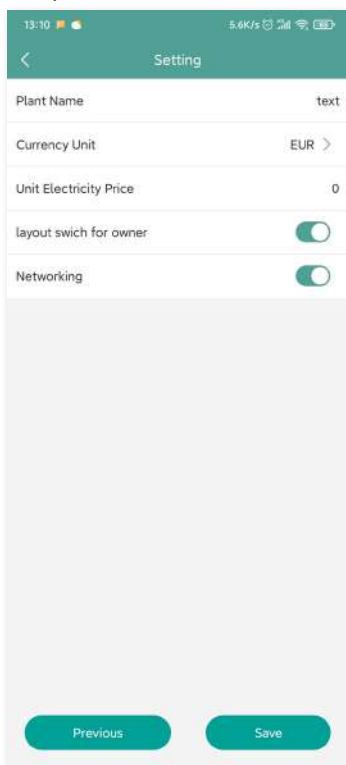 13:10 5.6K/s
Setting
Plant Name text
Currency Unit EUR
Unit Electricity Price 0
layout swich for owner
Networking
Previous Save